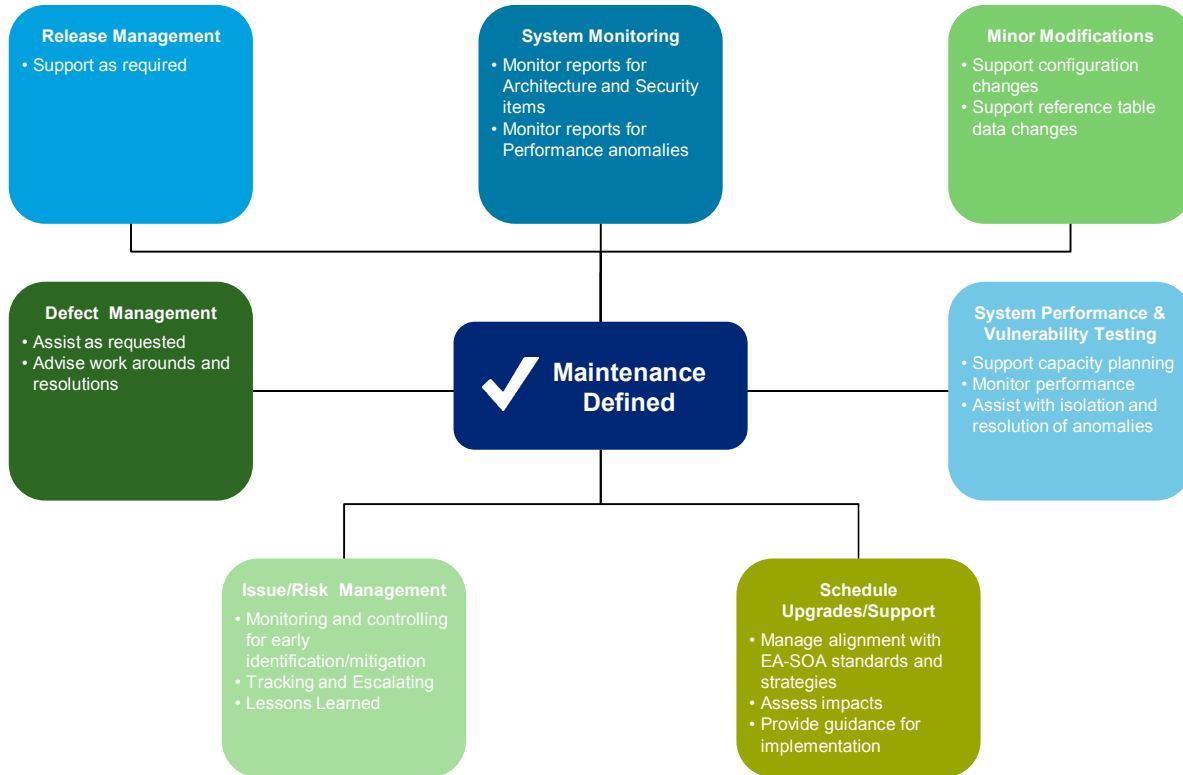 Release Management
• Support as required
System Monitoring
• Monitor reports for
Architecture and Security
items
• Monitor reports for
Performance anomalies
Minor Modifications
• Support configuration
changes
• Support reference table
data changes
Defect Management
• Assist as requested
• Advise work arounds and
resolutions
Maintenance
Defined
System Performance &
Vulnerability Testing
• Support capacity planning
• Monitor performance
• Assist with isolation and
resolution of anomalies
Issue/Risk Management
• Monitoring and controlling
for early
identification/mitigation
• Tracking and Escalating
• Lessons Learned
Schedule
Upgrades/Support
• Manage alignment with
EA-SOA standards and
strategies
• Assess impacts
• Provide guidance for
implementation